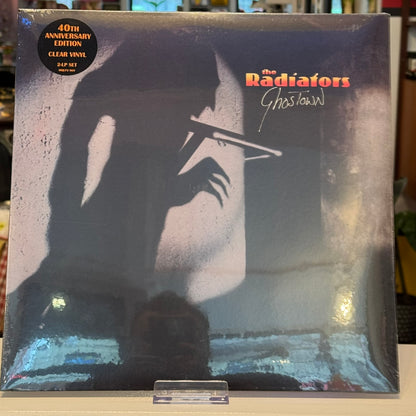 40TH
ANNIVERSARY
EDITION
CLEAR VINYL
2-LP SET
the
Radiators
Ghostown